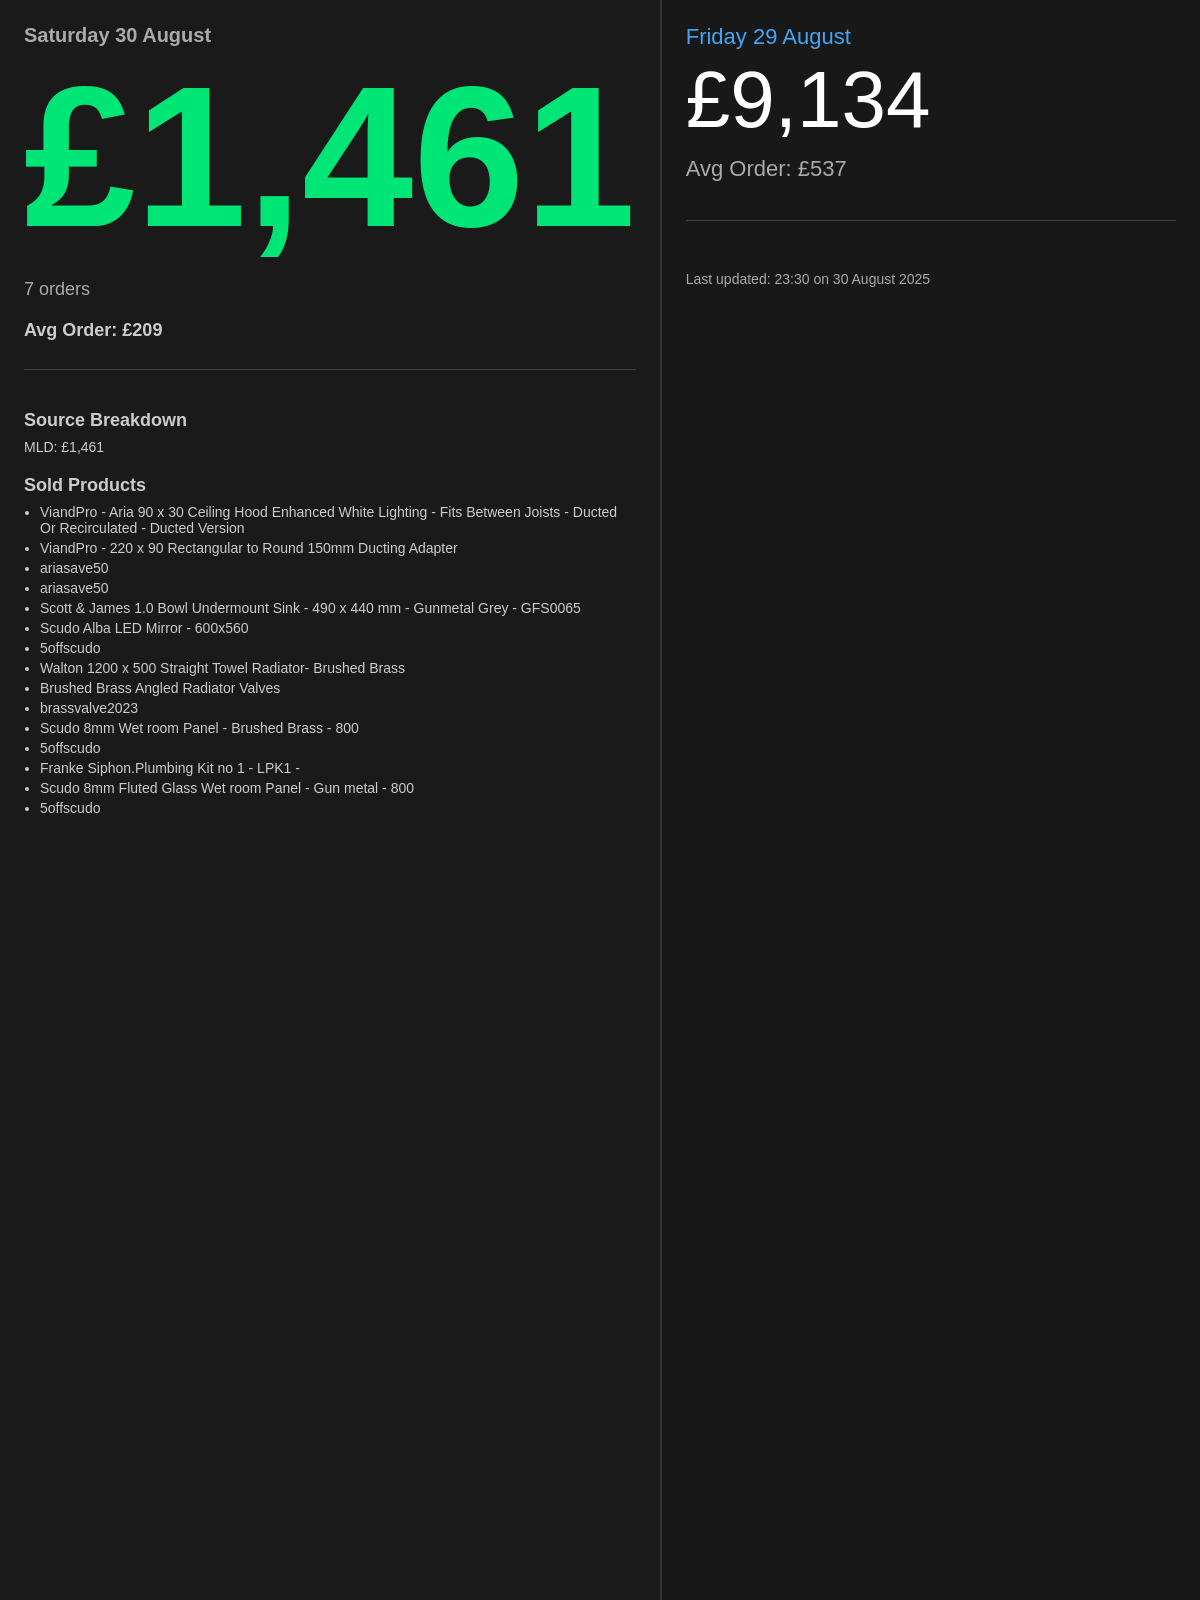 Saturday 30 August
£1,461
7 orders
Avg Order: £209
Source Breakdown
MLD: £1,461
Sold Products
• ViandPro - Aria 90 x 30 Ceiling Hood Enhanced White Lighting - Fits Between Joists - Ducted
Or Recirculated - Ducted Version
• ViandPro - 220 x 90 Rectangular to Round 150mm Ducting Adapter
• ariasave50
• ariasave50
• Scott & James 1.0 Bowl Undermount Sink - 490 x 440 mm - Gunmetal Grey - GFS0065
• Scudo Alba LED Mirror - 600x560
• 5offscudo
• Walton 1200 x 500 Straight Towel Radiator- Brushed Brass
• Brushed Brass Angled Radiator Valves
• brassvalve2023
• Scudo 8mm Wet room Panel - Brushed Brass - 800
• 5offscudo
• Franke Siphon.Plumbing Kit no 1 - LPK1 -
• Scudo 8mm Fluted Glass Wet room Panel - Gun metal - 800
• 5offscudo
Friday 29 August
£9,134
Avg Order: £537
Last updated: 23:30 on 30 August 2025